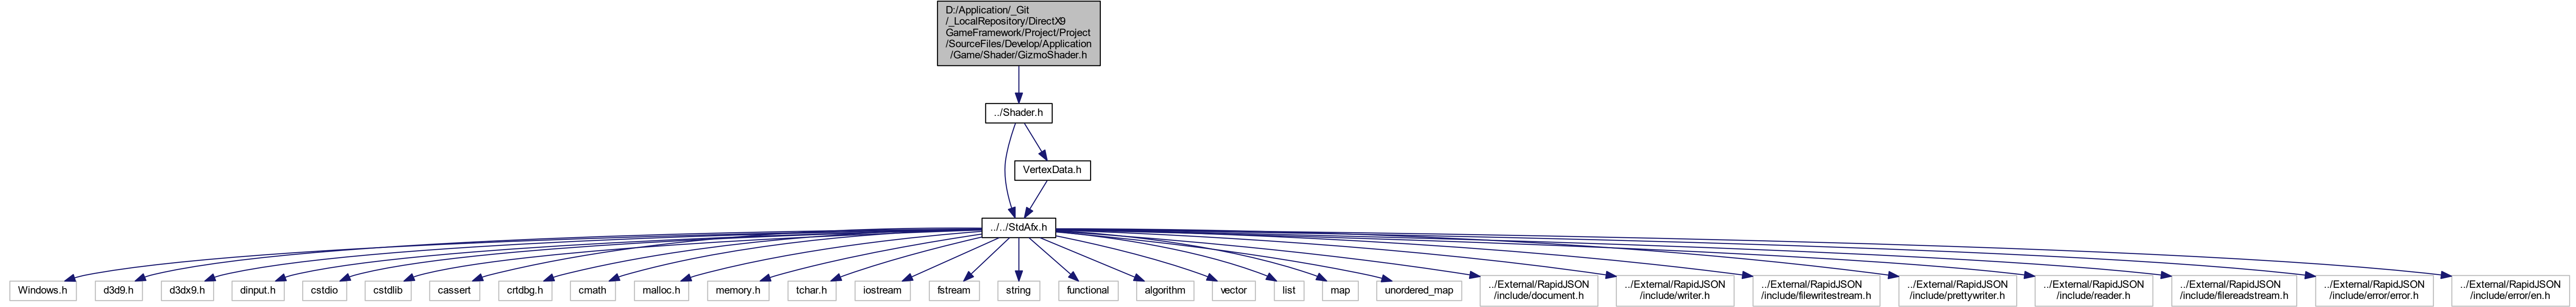 D:/Application/_Git
/_LocalRepository/DirectX9
GameFramework/Project/Project
/SourceFiles/Develop/Application
/Game/Shader/GizmoShader.h
../Shader.h
VertexData.h
../../StdAfx.h
Windows.h
d3d9.h
d3dx9.h
dinput.h
cstdio
cstdlib
cassert
crtdbg.h
cmath
malloc.h
memory.h
tchar.h
iostream
fstream
string
functional
algorithm
vector
list
map
unordered_map
../External/RapidJSON
/include/document.h
../External/RapidJSON
/include/writer.h
../External/RapidJSON
/include/filewritestream.h
../External/RapidJSON
/include/prettywriter.h
../External/RapidJSON
/include/reader.h
../External/RapidJSON
/include/filereadstream.h
../External/RapidJSON
/include/error/error.h
../External/RapidJSON
/include/error/en.h